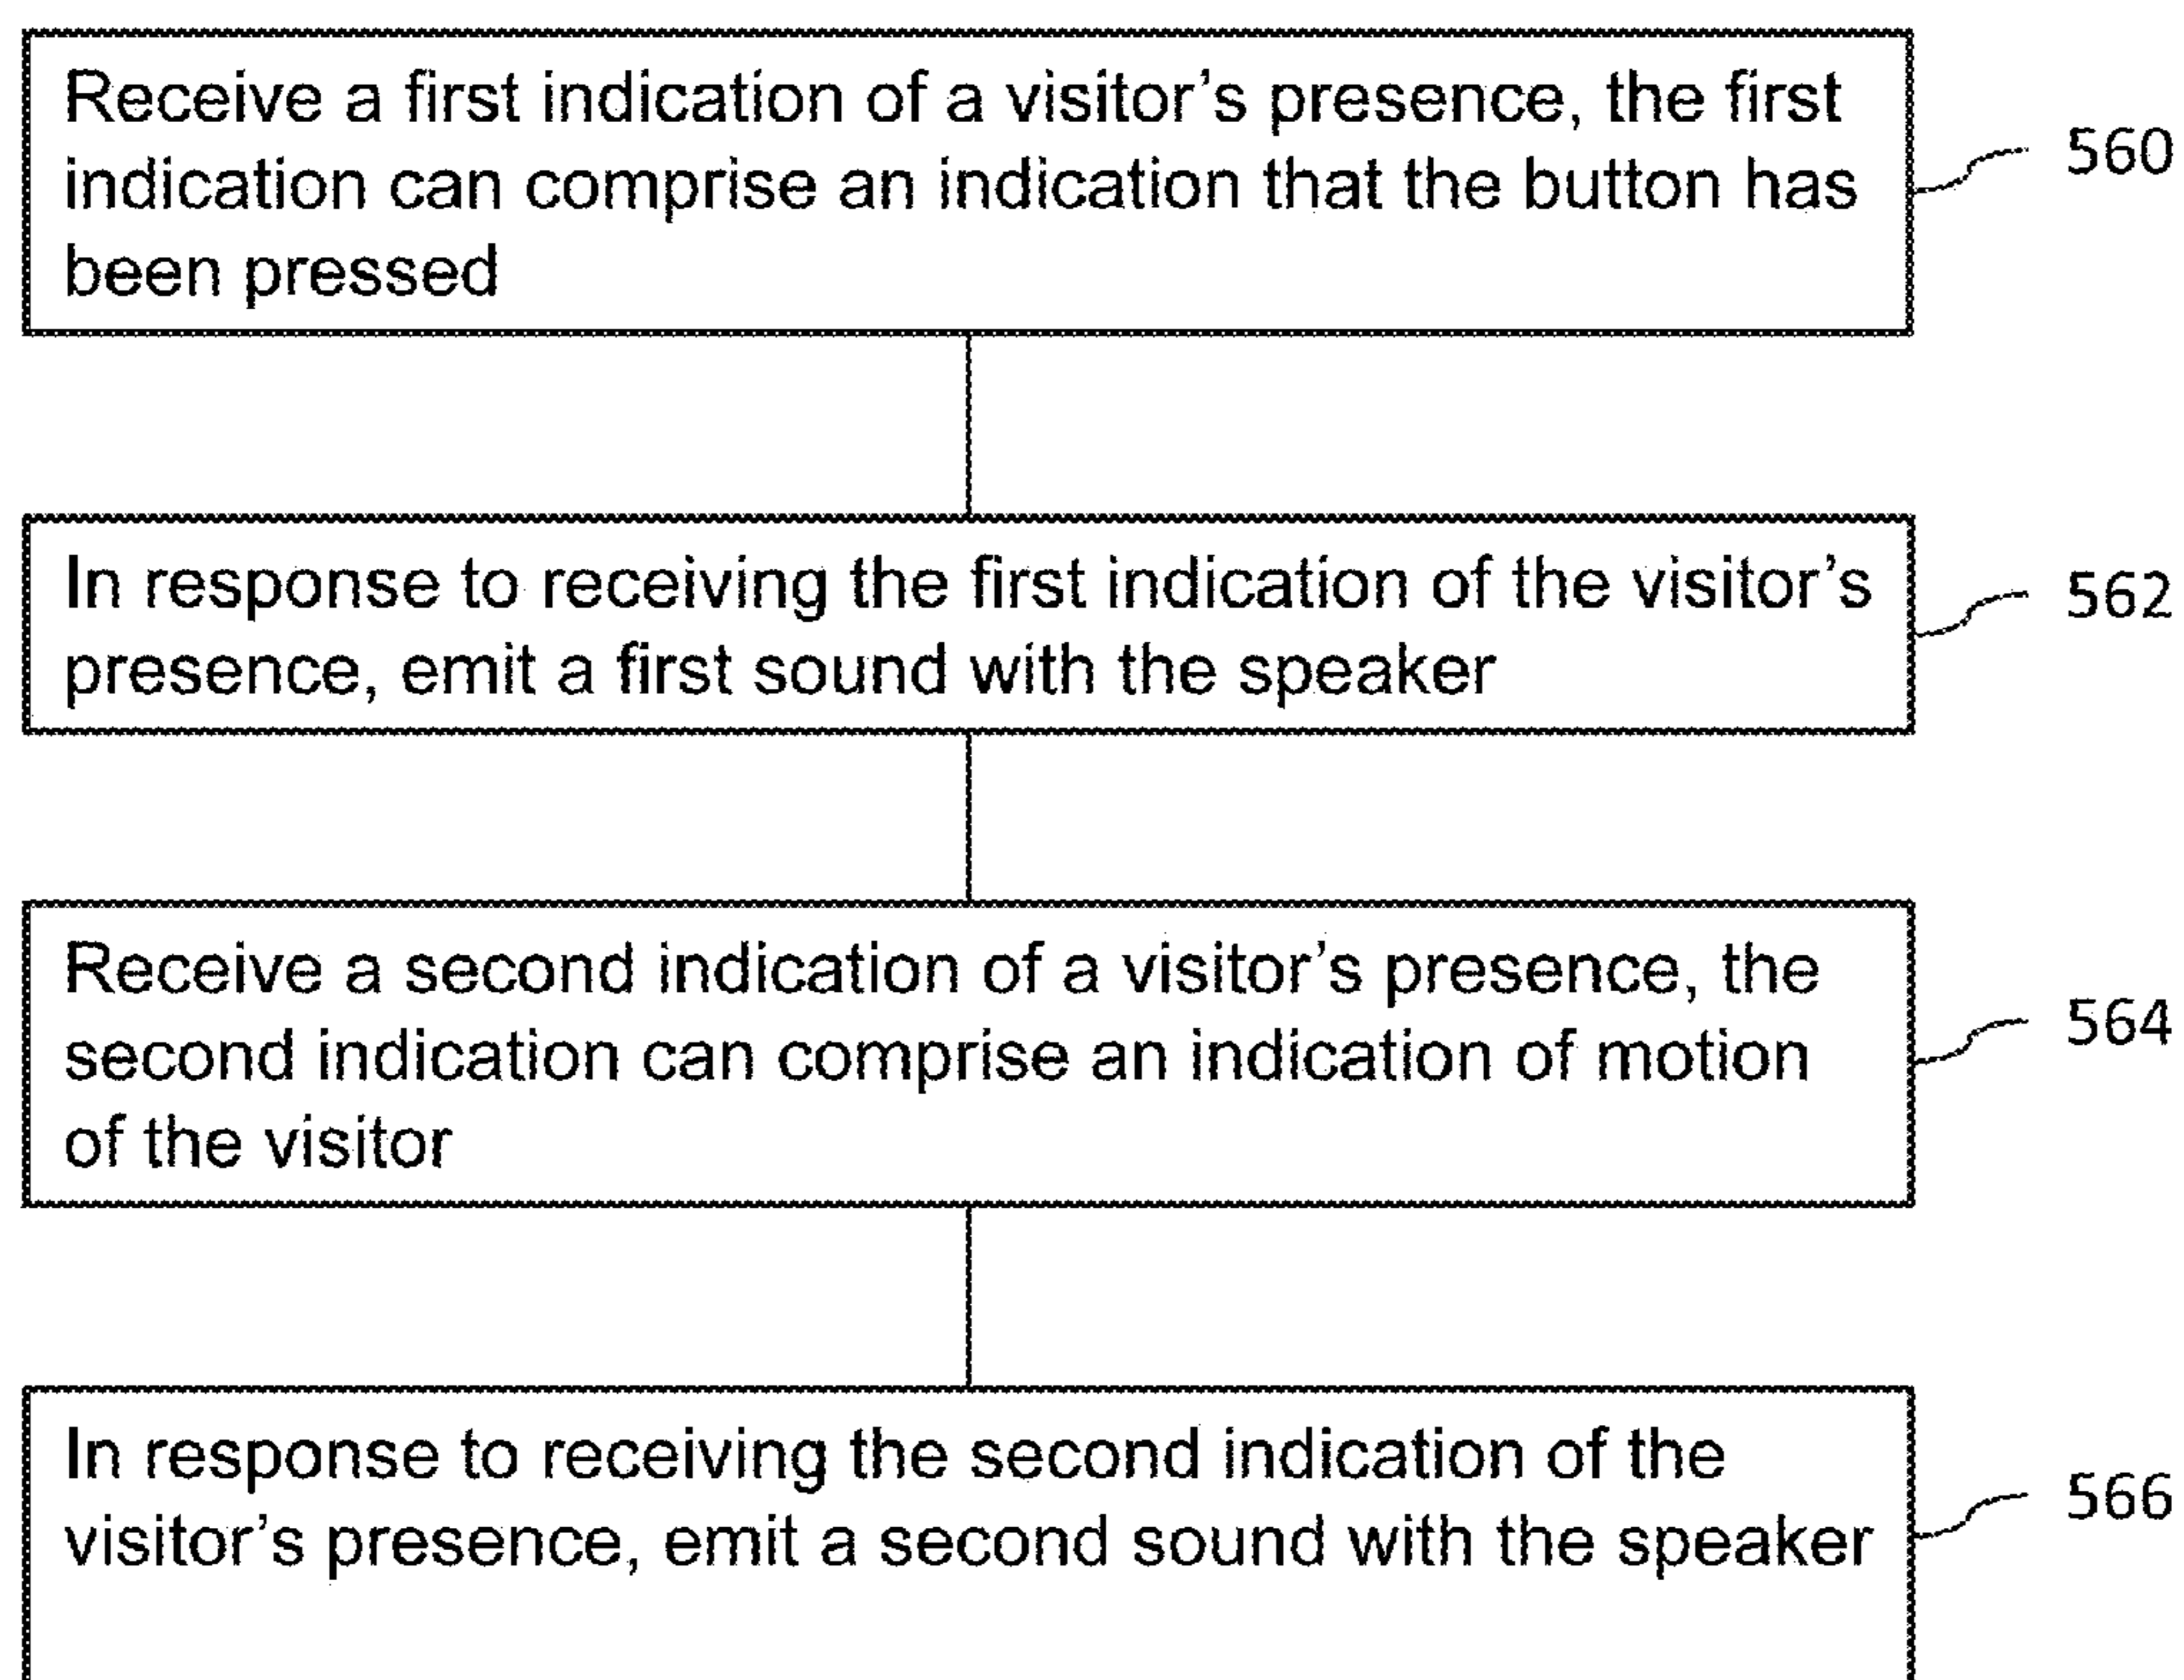 Receive a first indication of a visitor's presence, the first
indication can comprise an indication that the button has
been pressed
560
In response to receiving the first indication of the visitor's
presence, emit a first sound with the speaker
562
Receive a second indication of a visitor's presence, the
second indication can comprise an indication of motion
of the visitor
564
In response to receiving the second indication of the
visitor's presence, emit a second sound with the speaker
566